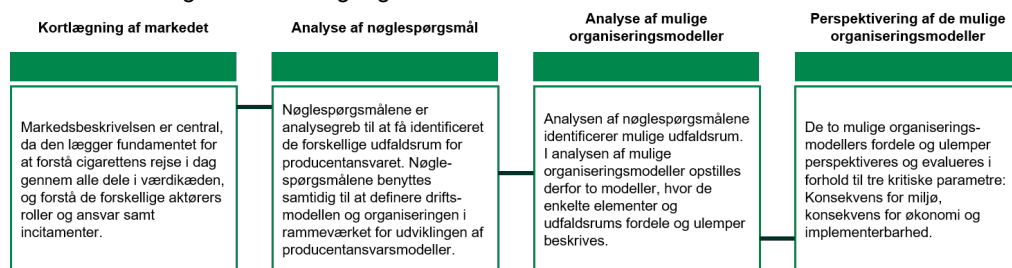 Kortlægning af markedet
Markedsbeskrivelsen er central,
da den lægger fundamentet for
at forstå cigarettens rejse i dag
gennem alle dele i værdikæden,
og forstå de forskellige aktørers
roller og ansvar samt
incitamenter.
Analyse af nøglespørgsmål
Nøglespørgsmålene er
analysegreb til at få identificeret
de forskellige udfaldsrum for
producentansvaret. Nøgle-
spørgsmålene benyttes
samtidig til at definere drifts-
modellen og organiseringen i
rammeværket for udviklingen af
producentansvarsmodeller.
Analyse af mulige
organiseringsmodeller
Analysen af nøglespørgsmålene
identificerer mulige udfaldsrum.
I analysen af mulige
organiseringsmodeller opstilles
derfor to modeller, hvor de
enkelte elementer og
udfaldsrums fordele og ulemper
beskrives.
Perspektivering af de mulige
organiseringsmodeller
De to mulige organiserings-
modellers fordele og ulemper
perspektiveres og evalueres i
forhold til tre kritiske parametre:
Konsekvens for miljø,
konsekvens for økonomi og
implementerbarhed.